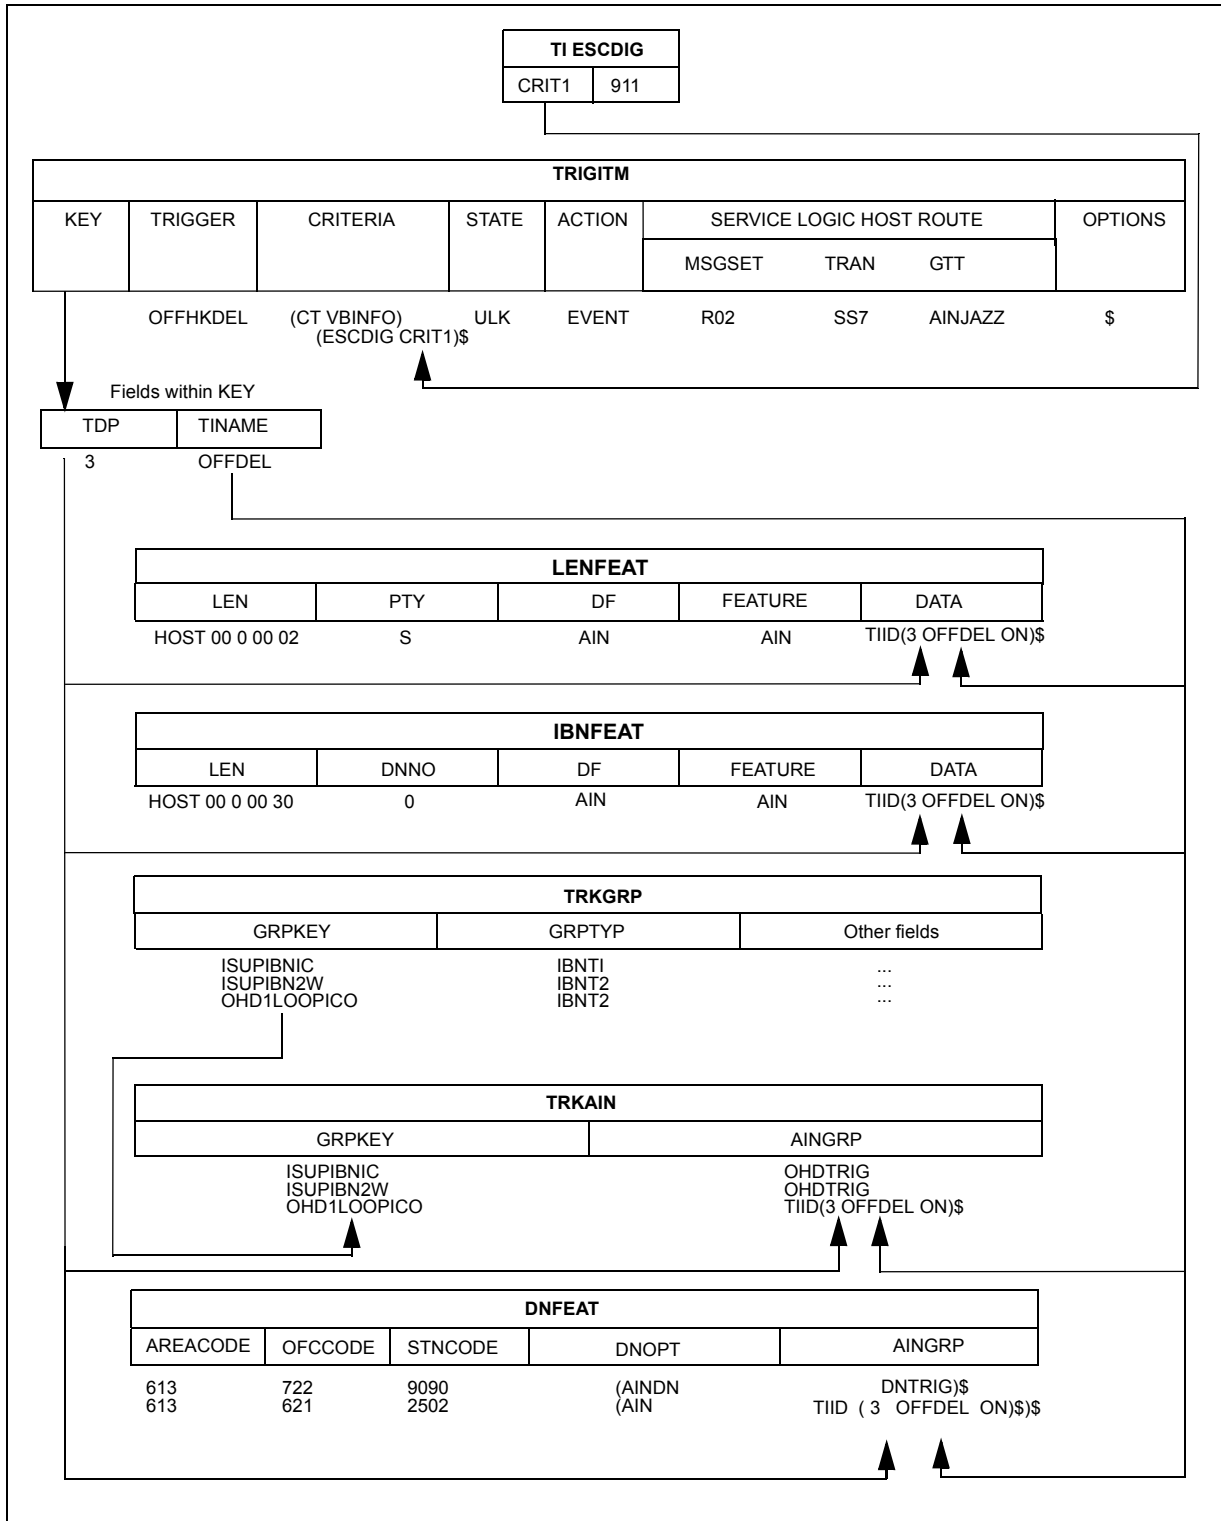 TI ESCDIG
CRIT1 911
TRIGITM
KEY TRIGGER CRITERIA STATE ACTION SERVICE LOGIC HOST ROUTE OPTIONS
MSGSET TRAN GTT
OFFHKDEL (CT VBINFO) ULK EVENT R02 SS7 AINJAZZ $
(ESCDIG CRIT1)$
Fields within KEY
TDP TINAME
3 OFFDEL
LENFEAT
LEN PTY DF FEATURE DATA
HOST 00 0 00 02 S AIN AIN TIID(3 OFFDEL ON)$
IBNFEAT
LEN DNNO DF FEATURE DATA
HOST 00 0 00 30 0 AIN AIN TIID(3 OFFDEL ON)$
TRKGRP
GRPKEY GRPTYP Other fields
ISUPIBNIC IBNTI ...
ISUPIBN2W IBNT2 ...
OHD1LOOPICO IBNT2 ...
TRKAIN
GRPKEY AINGRP
ISUPIBNIC OHDTRIG
ISUPIBN2W OHDTRIG
OHD1LOOPICO TIID(3 OFFDEL ON)$
DNFEAT
AREACODE OFCCODE STNCODE DNOPT AINGRP
613 722 9090 (AINDN DNTRIG)$
613 621 2502 (AIN TIID ( 3 OFFDEL ON)$)$